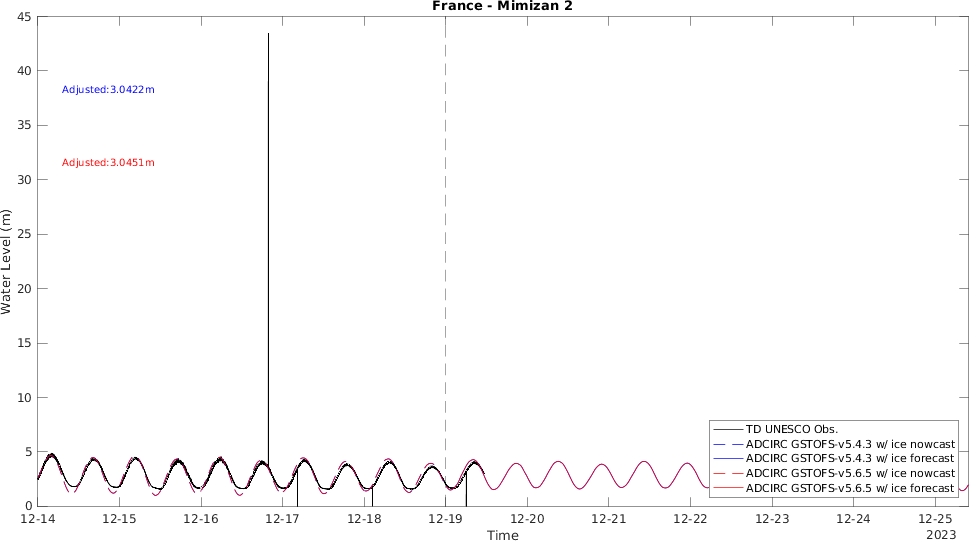 France - Mimizan 2
45
40
35
30
25
20
15
10
5
0
Water Level (m)
Adjusted:3.0422m
Adjusted:3.0451m
TD UNESCO Obs.
ADCIRC GSTOFS-v5.4.3 w/ ice nowcast
ADCIRC GSTOFS-v5.4.3 w/ ice forecast
ADCIRC GSTOFS-v5.6.5 w/ ice nowcast
ADCIRC GSTOFS-v5.6.5 w/ ice forecast
12-14 12-15 12-16 12-17 12-18 12-19 12-20 12-21 12-22 12-23 12-24 12-25
2023
Time